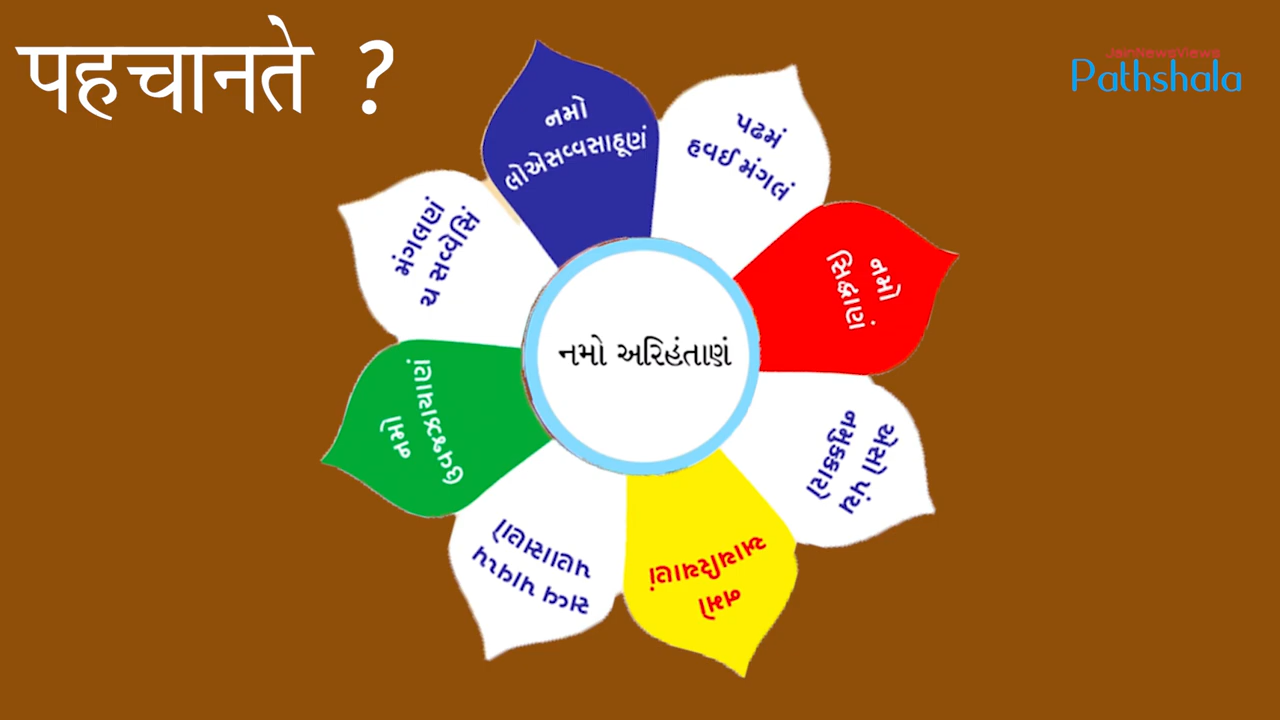 पहचानते ?
JainNewsViews
Pathshala
નમો
લોએસવ્વસાહૂણં
પઢમં
હવઈ મંગલં
નમો
સિદ્ધાણં
એસો પંચ
નમુક્કારો
નમો
આયરિયાણં
સવ્વ પાવપ્પ
પણાસણો
નમો
ઉવજ્ઝાયાણં
મંગલાણં
ચ સવ્વેસિં
નમો અરિહંતાણં